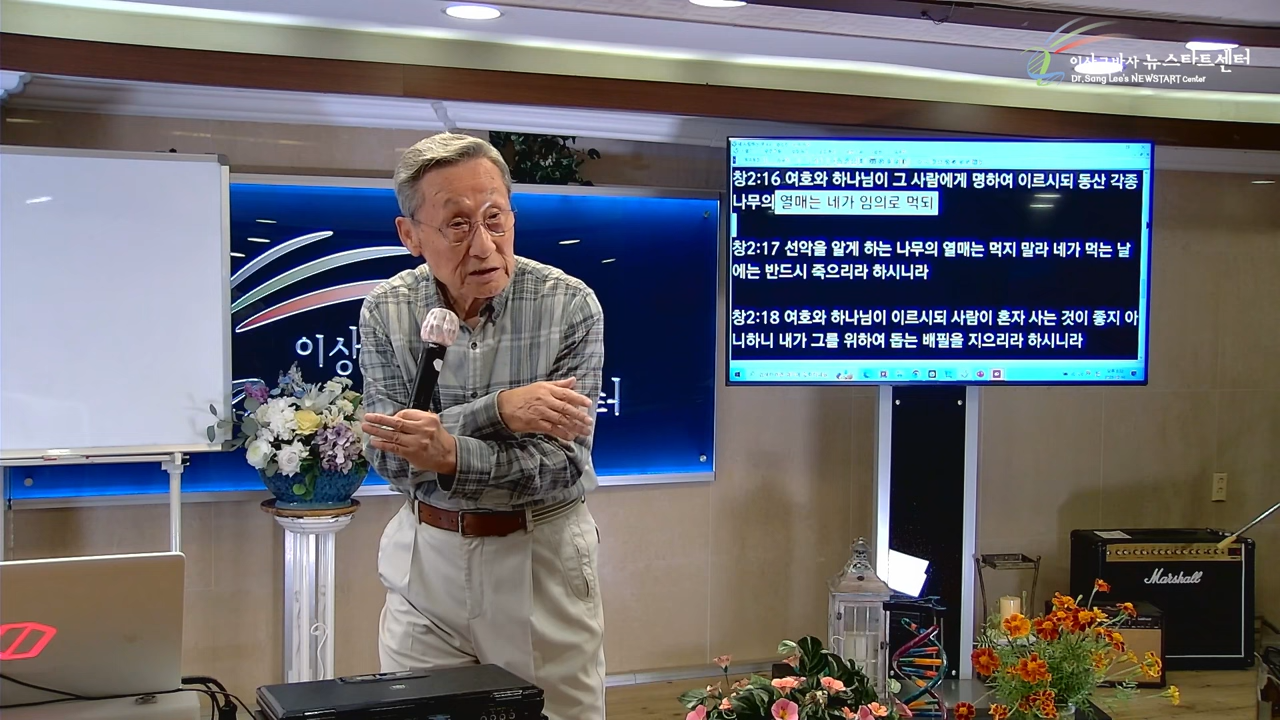 이상구박사 뉴스타트센터
Dr. Sang Lee's NEWSTART Center
창2:16 여호와 하나님이 그 사람에게 명하여 이르시되 동산 각종
나무의 열매는 네가 임의로 먹되
창2:17 선악을 알게 하는 나무의 열매는 먹지 말라 네가 먹는 날
에는 반드시 죽으리라 하시니라
창2:18 여호와 하나님이 이르시되 사람이 혼자 사는 것이 좋지 아
니하니 내가 그를 위하여 돕는 배필을 지으리라 하시니라
이상
터
Marshall